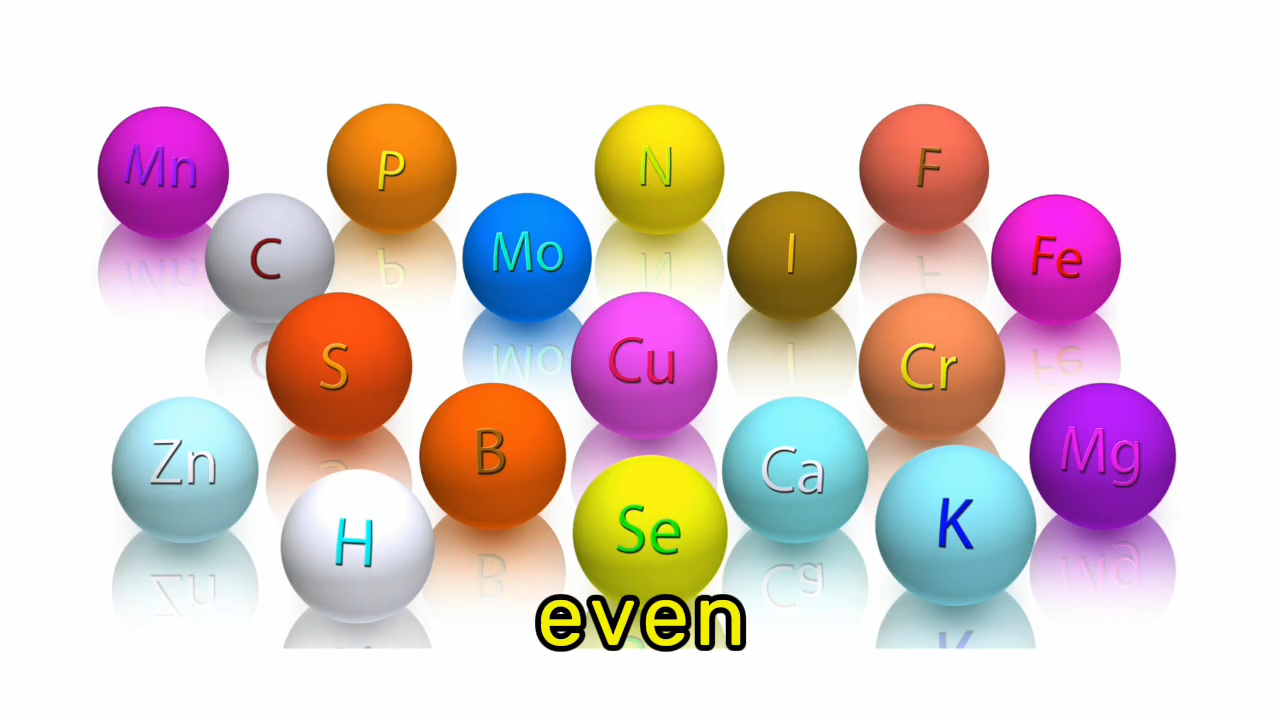 Mn P N F
C Mo I Fe
S Cu Cr
Zn B Ca Mg
H Se K
even